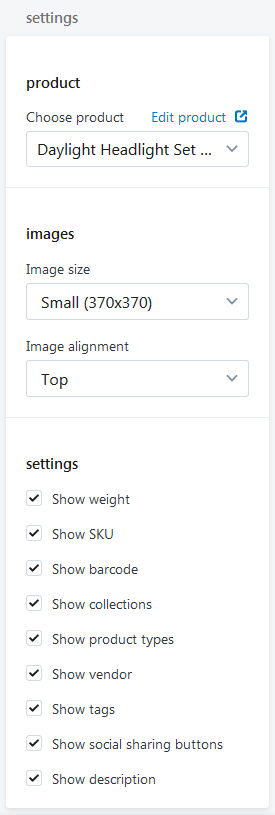 settings
product
Choose product Edit product
Daylight Headlight Set ...
images
Image size
Small (370x370)
Image alignment
Top
settings
Show weight
Show SKU
Show barcode
Show collections
Show product types
Show vendor
Show tags
Show social sharing buttons
Show description